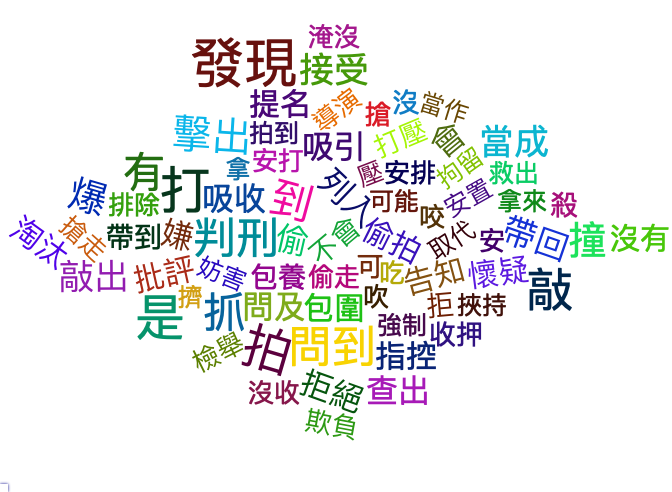 淹沒
發現
接受
提名
導演
搶
沒
當作
擊出
拍到
吸引
打壓
會
當成
有
拿
安打
壓
安排
拘留
救出
爆
排除
打
吸收
到
列入
可能
咬
安置
拿來
殺
淘汰
搶走
帶到
嫌
判刑
偷
不會
偷拍
取代
安
帶回
撞
沒有
敲出
批評
妨害
包養
偷走
可
吃
告知
懷疑
敲
是
擠
抓
問及
包圍
吹
拒
挾持
檢舉
拍
問到
強制
收押
指控
沒收
拒絕
查出
欺負